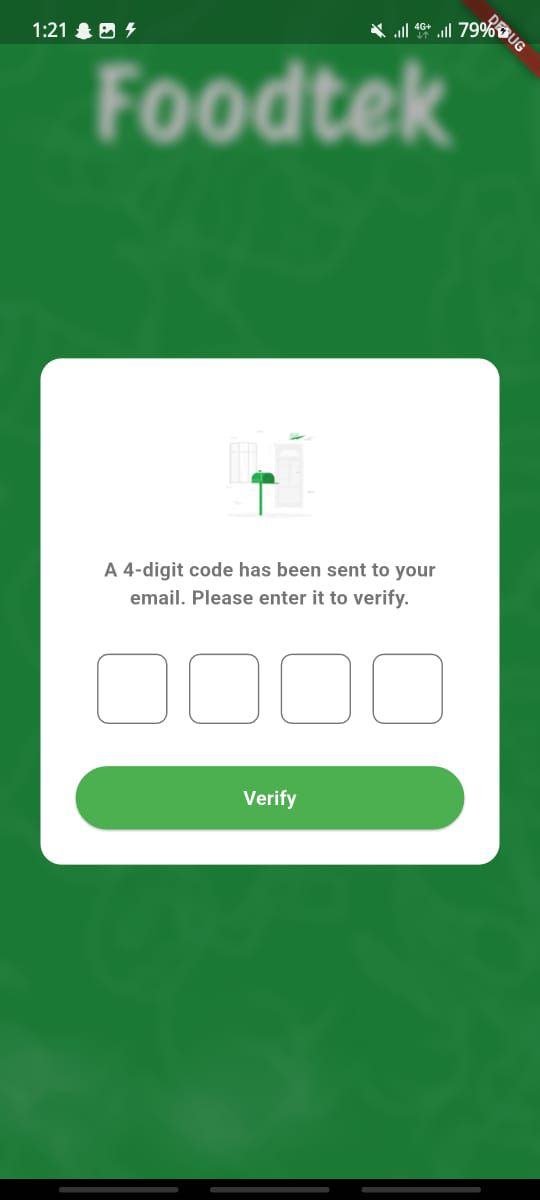 1:21 4G+ 79%
DEBUG
Foodtek
A 4-digit code has been sent to your
email. Please enter it to verify.
Verify